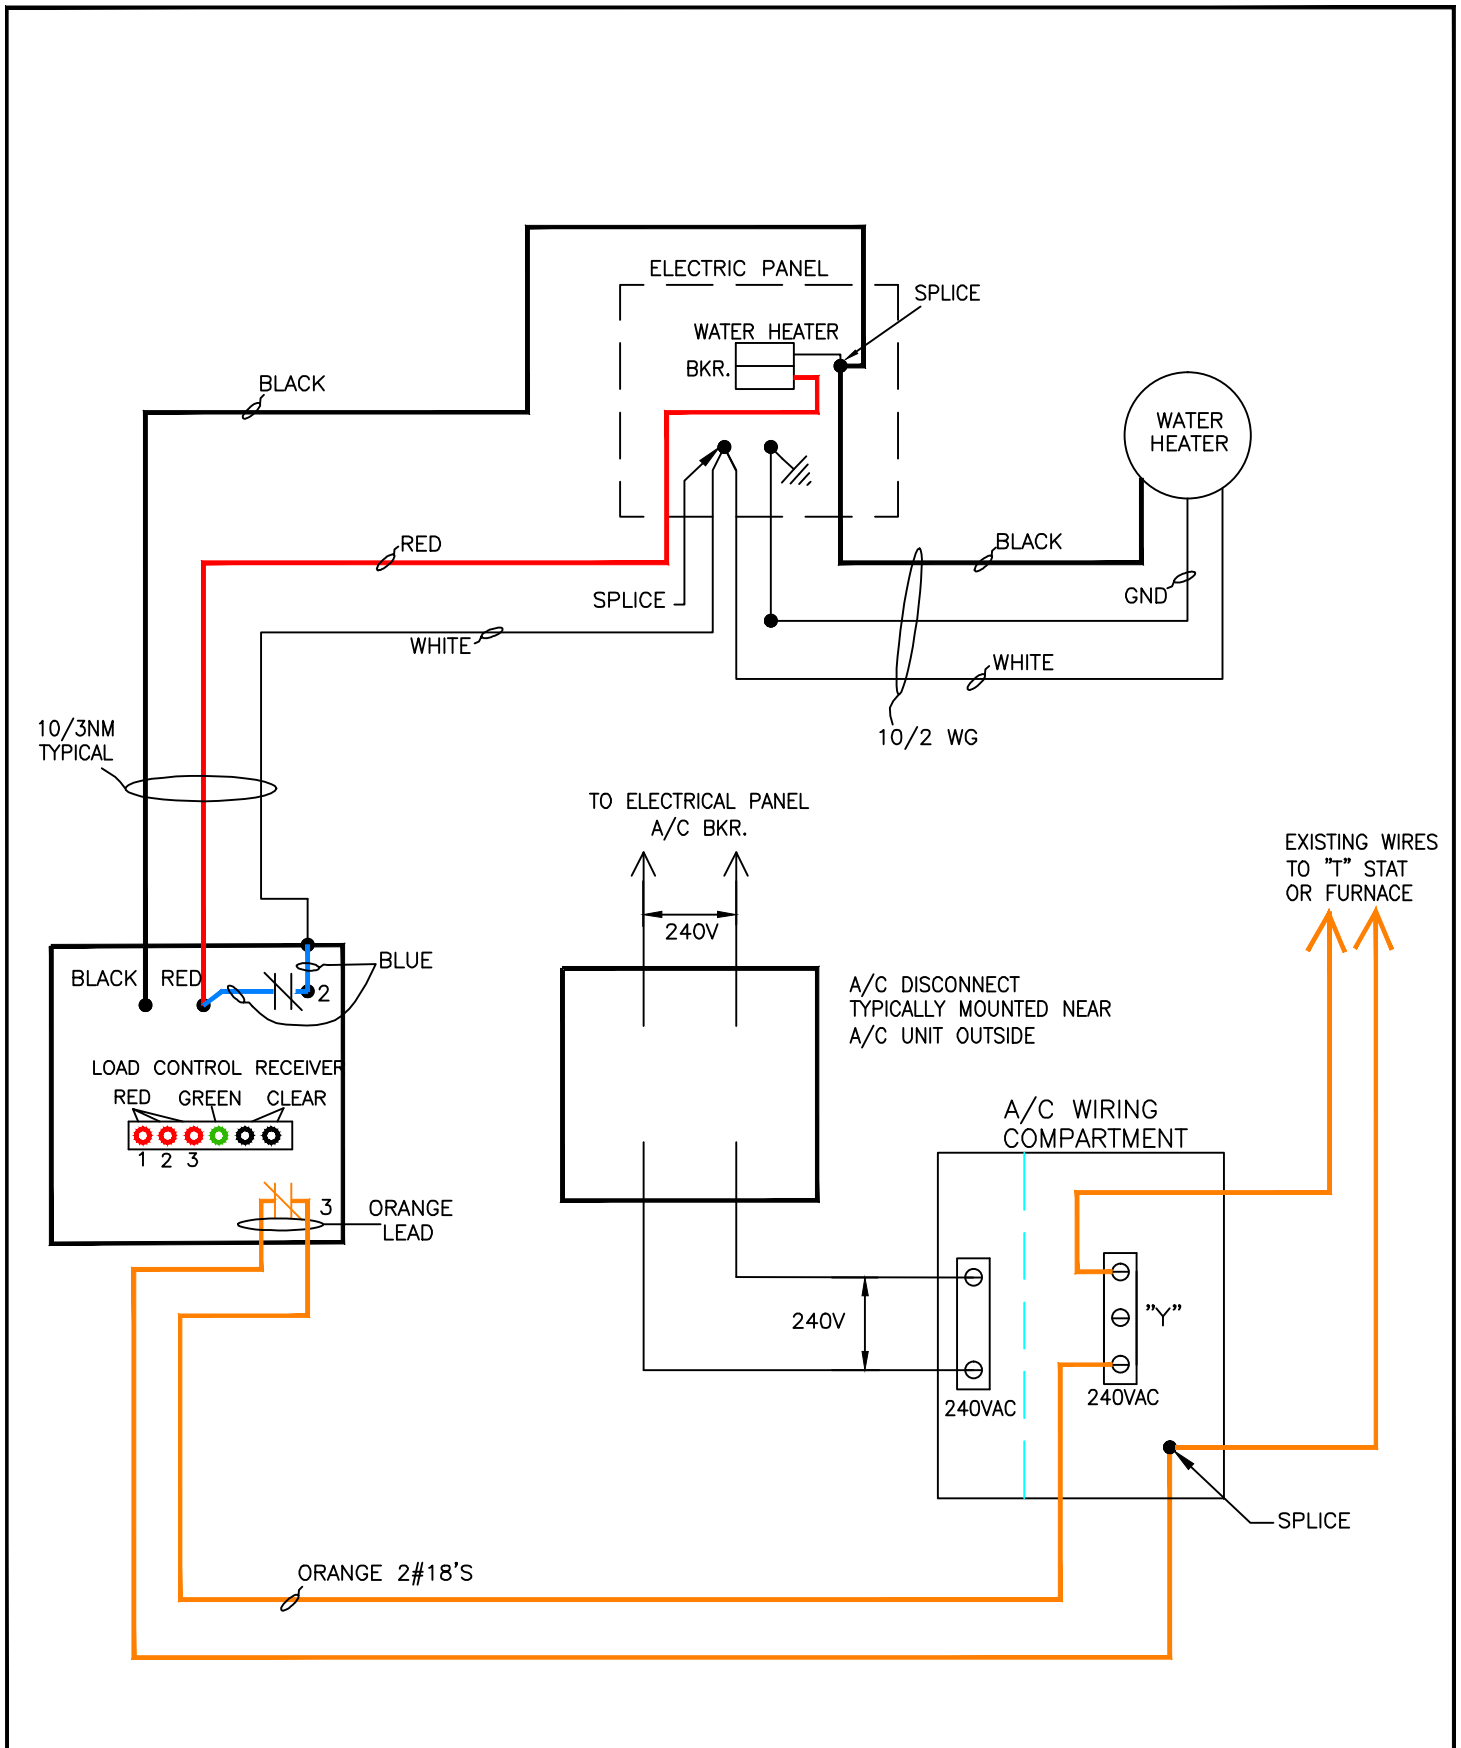 ELECTRIC PANEL
SPLICE
WATER HEATER
BKR.
BLACK
WATER
HEATER
RED
BLACK
SPLICE
GND
WHITE
WHITE
10/3NM
TYPICAL
10/2 WG
TO ELECTRICAL PANEL
A/C BKR.
EXISTING WIRES
TO "T" STAT
OR FURNACE
240V
BLUE
BLACK RED
2
A/C DISCONNECT
TYPICALLY MOUNTED NEAR
A/C UNIT OUTSIDE
LOAD CONTROL RECEIVER
RED GREEN CLEAR
1 2 3
A/C WIRING
COMPARTMENT
3
ORANGE
LEAD
240V
"Y"
240VAC
240VAC
SPLICE
ORANGE 2#18'S